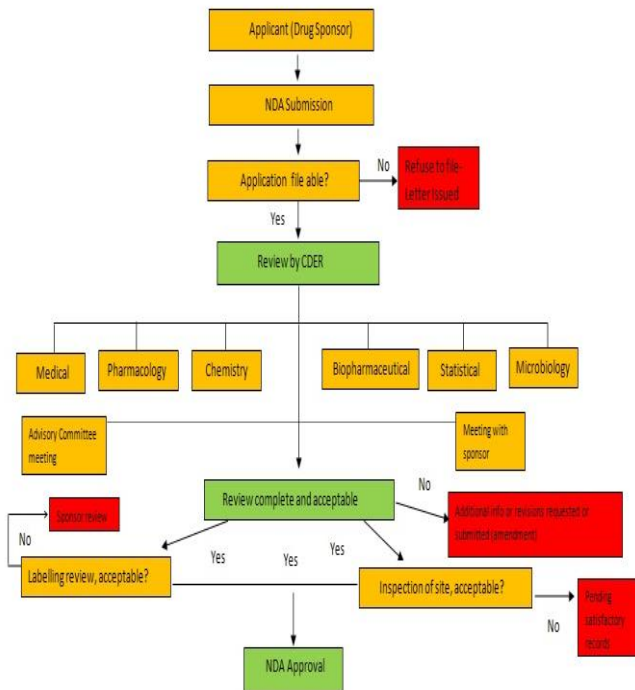 Applicant (Drug Sponsor)
NDA Submission
Application file able?
No
Refuse to file-
Letter Issued
Yes
Review by CDER
Medical
Pharmacology
Chemistry
Biopharmaceutical
Statistical
Microbiology
Advisory Committee
meeting
Meeting with
sponsor
Review complete and acceptable
No
Additional info or revisions requested or
submitted (amendment)
Sponsor review
No
Yes
Yes
Yes
Labelling review, acceptable?
Inspection of site, acceptable?
No
Pending
satisfactory
records
NDA Approval